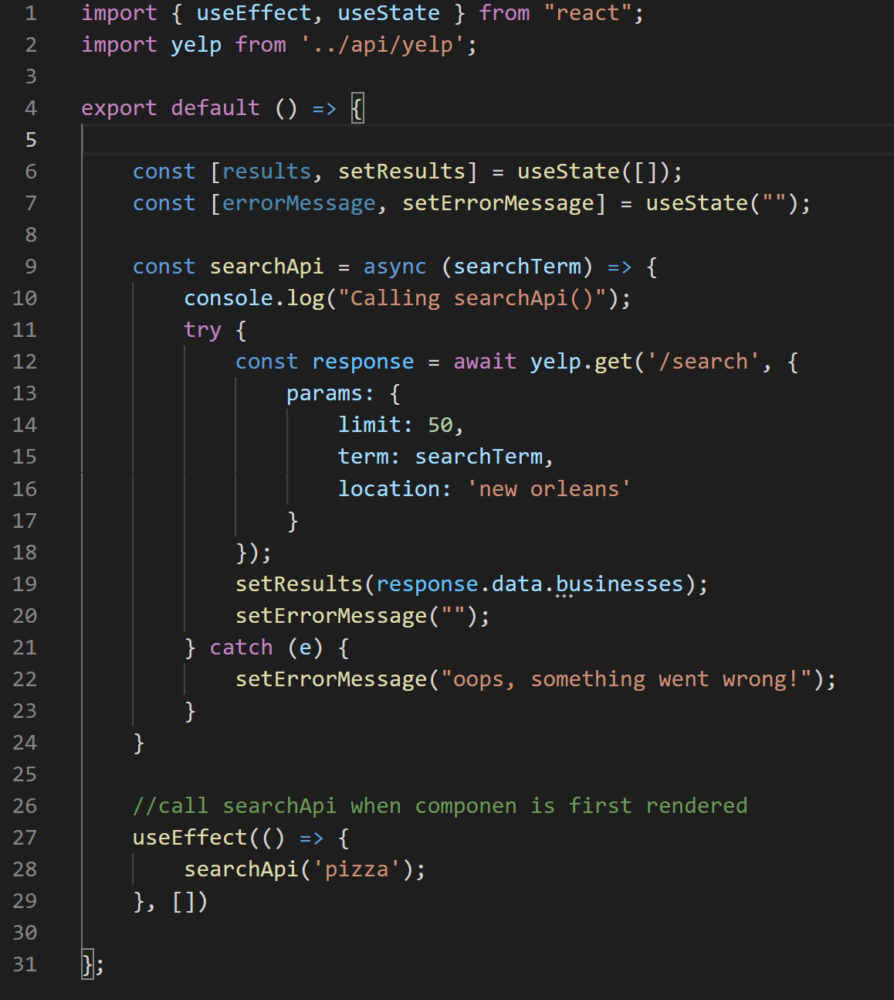 1 import { useEffect, useState } from "react";
2 import yelp from '../api/yelp';
3
4 export default () => {
5
6     const [results, setResults] = useState([]);
7     const [errorMessage, setErrorMessage] = useState("");
8
9     const searchApi = async (searchTerm) => {
10         console.log("Calling searchApi()");
11         try {
12             const response = await yelp.get('/search', {
13                 params: {
14                     limit: 50,
15                     term: searchTerm,
16                     location: 'new orleans'
17                 }
18             });
19             setResults(response.data.businesses);
20             setErrorMessage("");
21         } catch (e) {
22             setErrorMessage("oops, something went wrong!");
23         }
24     }
25
26     //call searchApi when componen is first rendered
27     useEffect(() => {
28         searchApi('pizza');
29     }, [])
30
31 };